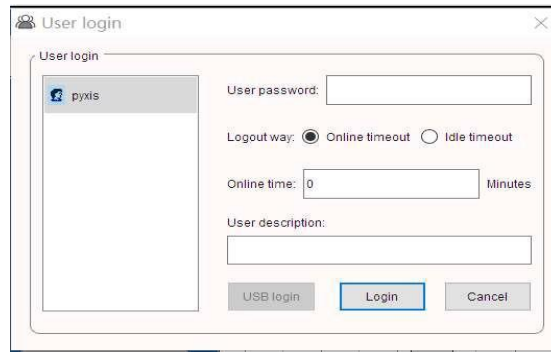 User login
User login
pyxis
User password:
Logout way: Online timeout Idle timeout
Online time: 0 Minutes
User description:
USB login Login Cancel